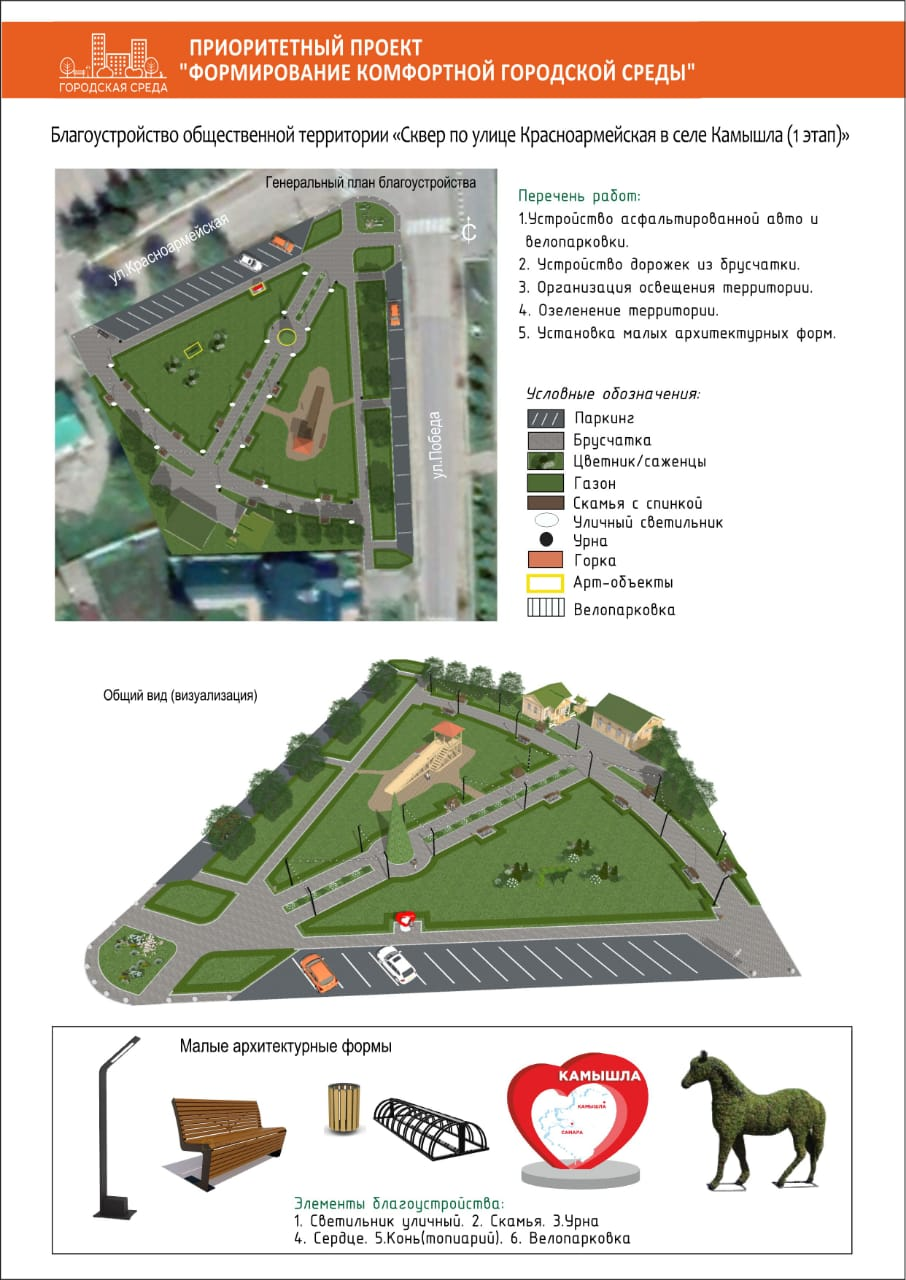 ПРИОРИТЕТНЫЙ ПРОЕКТ
"ФОРМИРОВАНИЕ КОМФОРТНОЙ ГОРОДСКОЙ СРЕДЫ"
ГОРОДСКАЯ СРЕДА
Благоустройство общественной территории «Сквер по улице Красноармейская в селе Камышла (1 этап)»
Генеральный план благоустройства
ул.Красноармейская
С
ул.Победа
Перечень работ:
1.Устройство асфальтированной авто и
велопарковки.
2. Устройство дорожек из брусчатки.
3. Организация освещения территории.
4. Озеленение территории.
5. Установка малых архитектурных форм.
Условные обозначения:
Паркинг
Брусчатка
Цветник/саженцы
Газон
Скамья с спинкой
Уличный светильник
Урна
Горка
Арт-объекты
Велопарковка
Общий вид (визуализация)
Малые архитектурные формы
КАМЫШЛА
КАМЫШЛА
САМАРА
Элементы благоустройства:
1. Светильник уличный. 2. Скамья. 3.Урна
4. Сердце. 5.Конь(топиарий). 6. Велопарковка